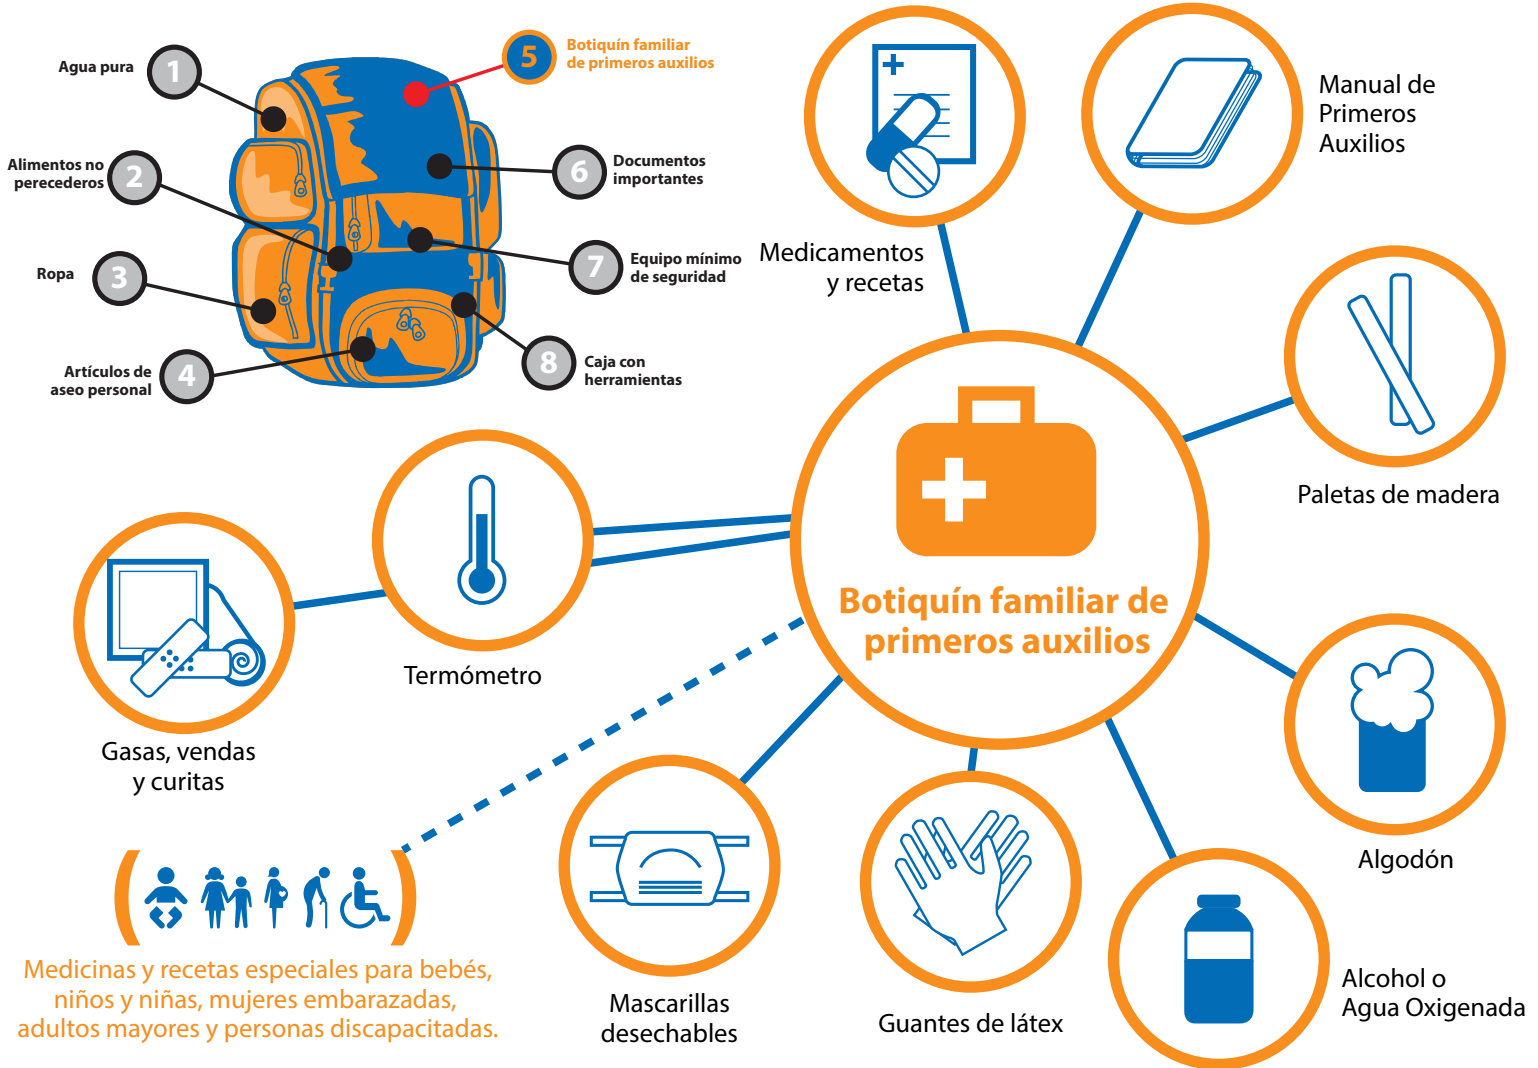 Agua pura
1
Alimentos no
perecederos
2
Ropa
3
Artículos de
aseo personal
4
5
Botiquín familiar
de primeros auxilios
6
Documentos
importantes
7
Equipo mínimo
de seguridad
8
Caja con
herramientas
Medicamentos
y recetas
Manual de
Primeros
Auxilios
Paletas de madera
Botiquín familiar de
primeros auxilios
Termómetro
Gasas, vendas
y curitas
Algodón
Alcohol o
Agua Oxigenada
Guantes de látex
Mascarillas
desechables
Medicinas y recetas especiales para bebés,
niños y niñas, mujeres embarazadas,
adultos mayores y personas discapacitadas.